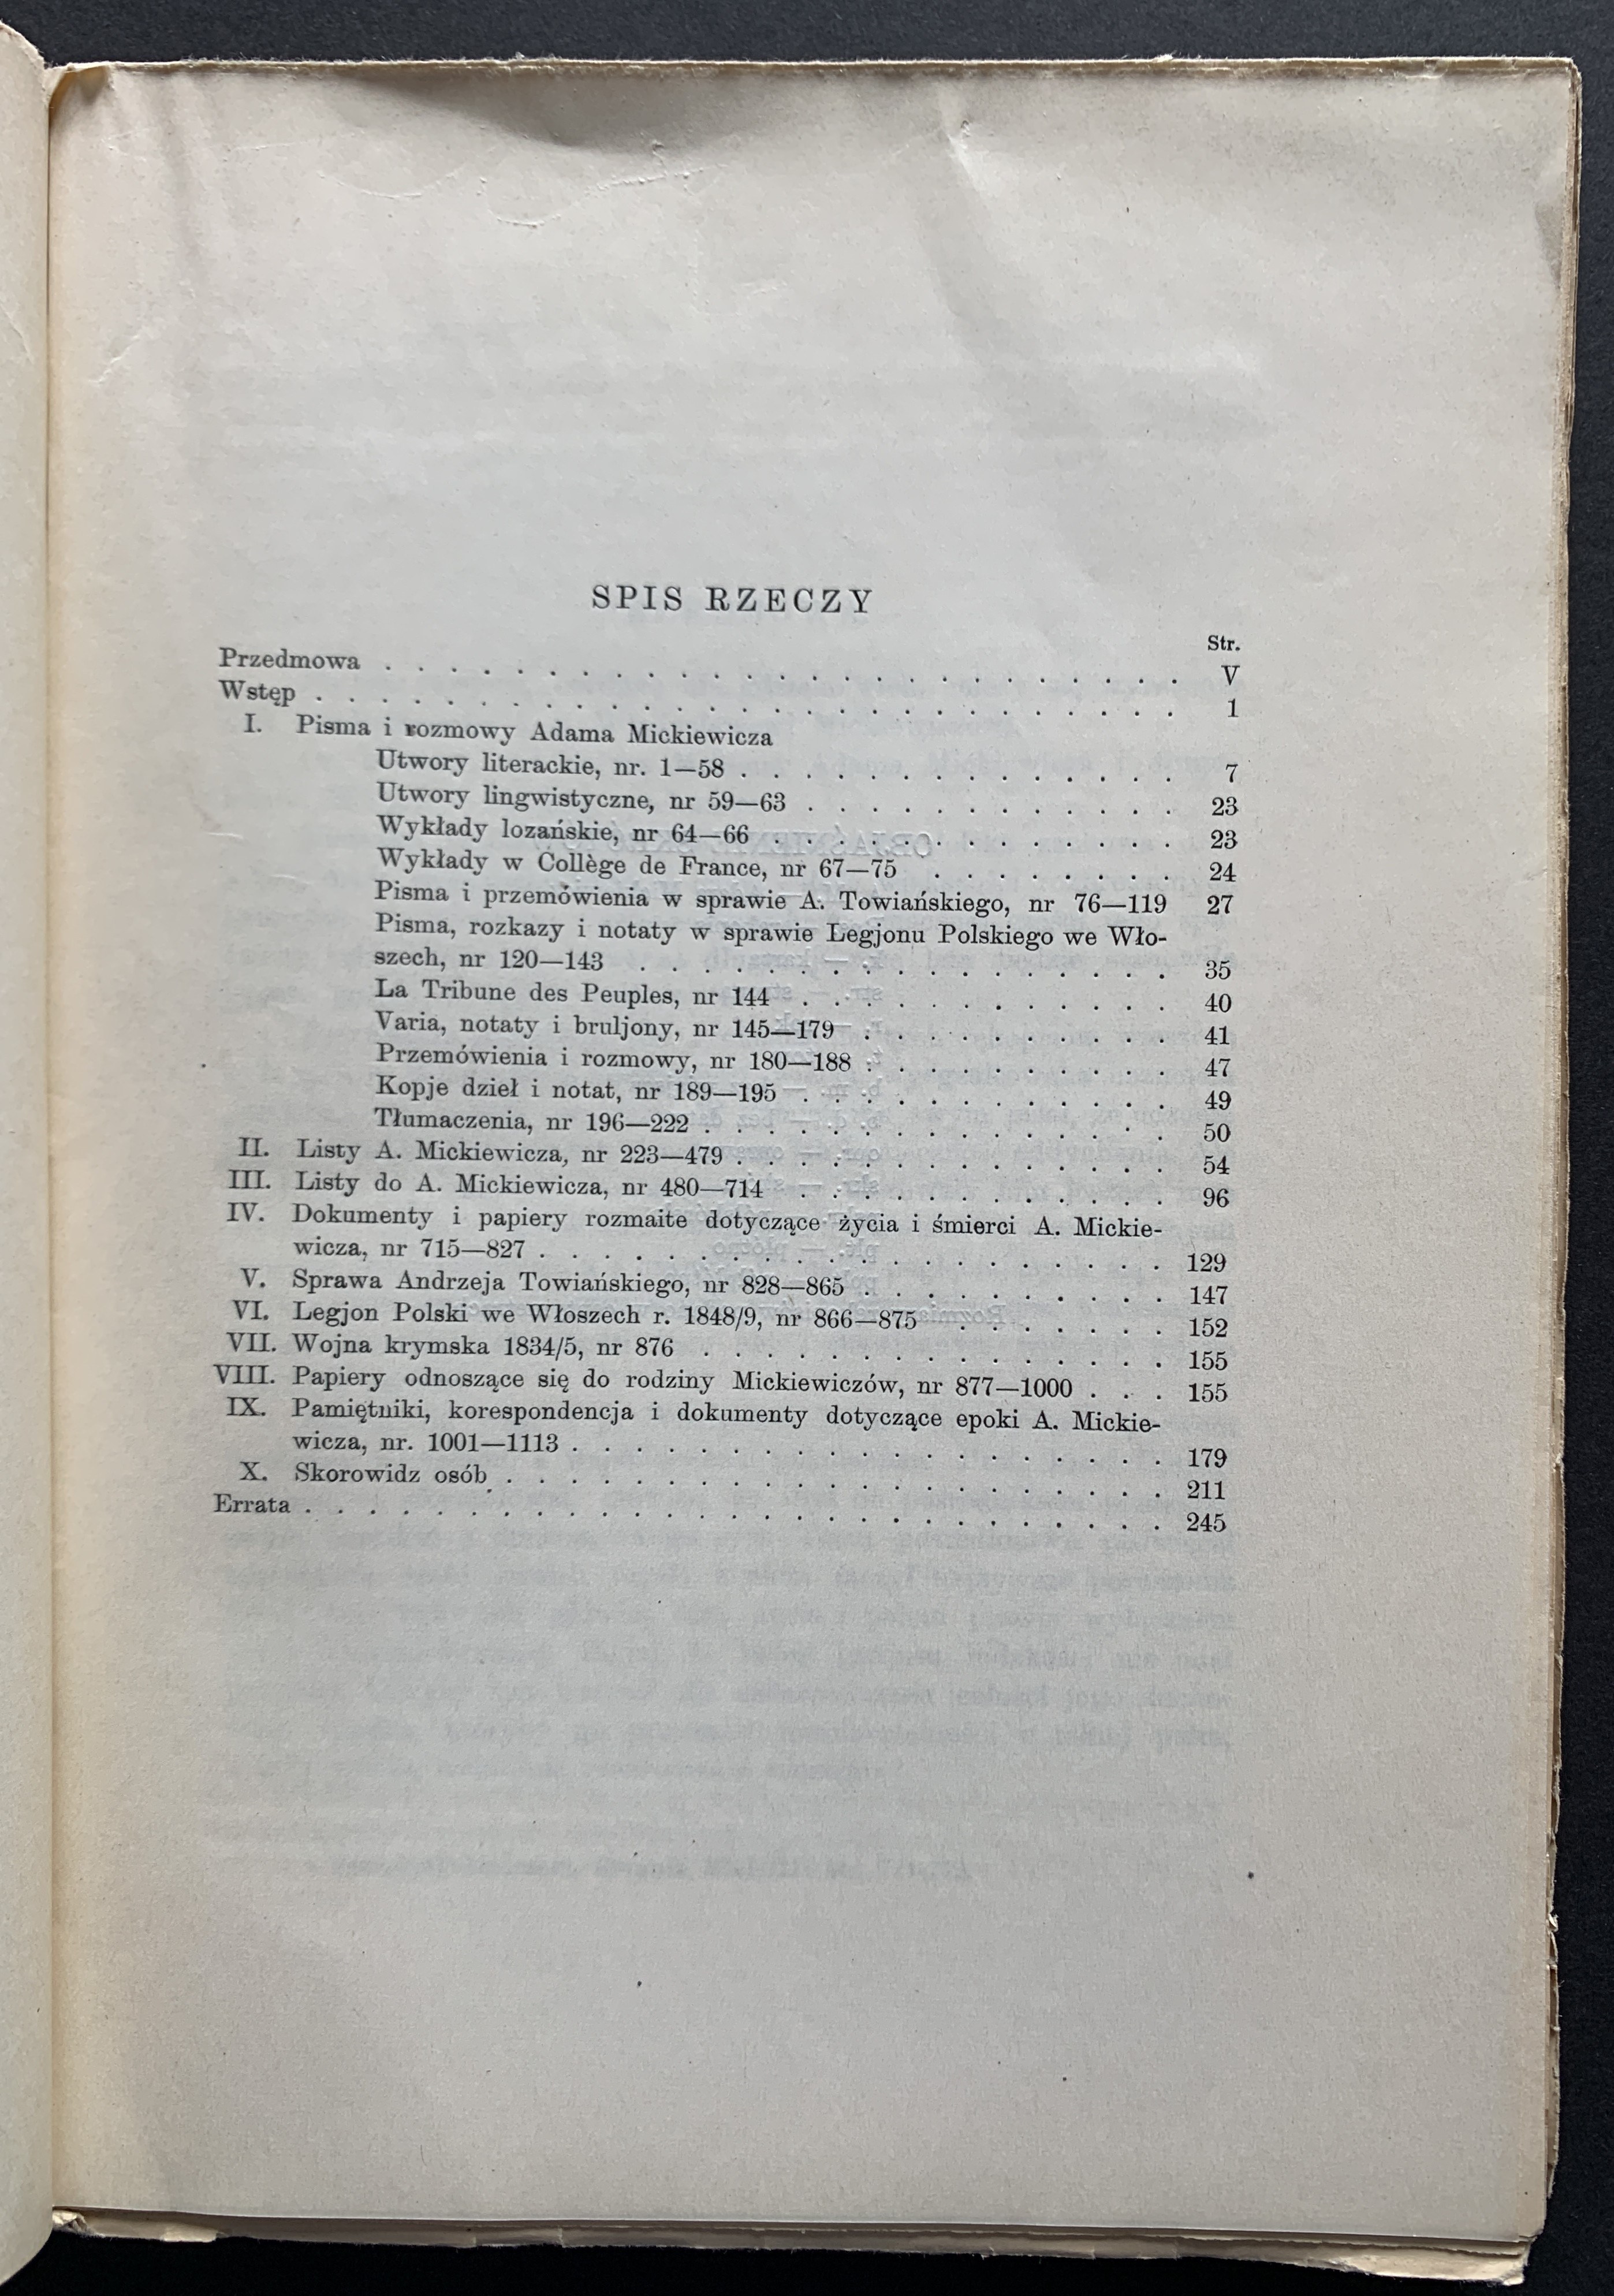 SPIS RZECZY
Str.
Przedmowa . . . . . . . . . . . . . . . . . . . . . . . . . V
Wstęp . . . . . . . . . . . . . . . . . . . . . . . . . . . 1
I. Pisma i rozmowy Adama Mickiewicza
Utwory literackie, nr. 1—58 . . . . . . . . . . . . . . 7
Utwory lingwistyczne, nr 59—63 . . . . . . . . . . . . 23
Wykłady lozańskie, nr 64—66 . . . . . . . . . . . . . 23
Wykłady w Collège de France, nr 67—75 . . . . . . . . 24
Pisma i przemówienia w sprawie A. Towiańskiego, nr 76—119 27
Pisma, rozkazy i notaty w sprawie Legjonu Polskiego we Wło-
szech, nr 120—143 . . . . . . . . . . . . . . . . . 35
La Tribune des Peuples, nr 144 . . . . . . . . . . . . 40
Varia, notaty i bruljony, nr 145—179 . . . . . . . . . . 41
Przemówienia i rozmowy, nr 180—188 . . . . . . . . . . 47
Kopje dzieł i notat, nr 189—195 . . . . . . . . . . . . 49
Tłumaczenia, nr 196—222 . . . . . . . . . . . . . . . 50
II. Listy A. Mickiewicza, nr 223—479 . . . . . . . . . . . . . . 54
III. Listy do A. Mickiewicza, nr 480—714 . . . . . . . . . . . . 96
IV. Dokumenty i papiery rozmaite dotyczące życia i śmierci A. Mickie-
wicza, nr 715—827 . . . . . . . . . . . . . . . . . . . . 129
V. Sprawa Andrzeja Towiańskiego, nr 828—865 . . . . . . . . . . 147
VI. Legjon Polski we Włoszech r. 1848/9, nr 866—875 . . . . . . . 152
VII. Wojna krymska 1834/5, nr 876 . . . . . . . . . . . . . . . 155
VIII. Papiery odnoszące się do rodziny Mickiewiczów, nr 877—1000 . . . 155
IX. Pamiętniki, korespondencja i dokumenty dotyczące epoki A. Mickie-
wicza, nr. 1001—1113 . . . . . . . . . . . . . . . . . . . 179
X. Skorowidz osób . . . . . . . . . . . . . . . . . . . . . 211
Errata . . . . . . . . . . . . . . . . . . . . . . . . . . . 245